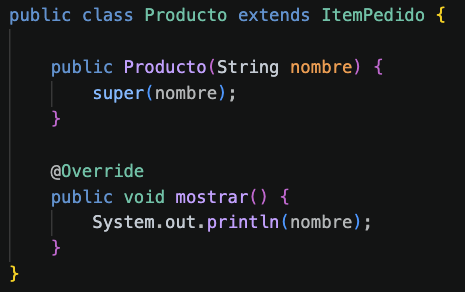 public class Producto extends ItemPedido {
public Producto(String nombre) {
super(nombre);
}
@Override
public void mostrar() {
System.out.println(nombre);
}
}